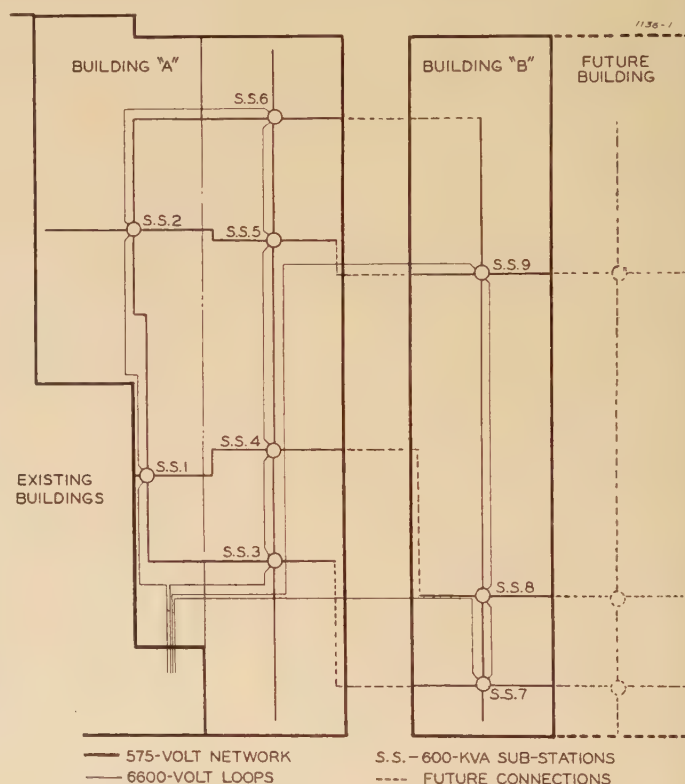 1136-1
BUILDING "A"
BUILDING "B"
FUTURE
BUILDING
S.S.6
S.S.2
S.S.5
S.S.9
S.S.4
S.S.1
EXISTING
BUILDINGS
S.S.3
S.S.8
S.S.7
575-VOLT NETWORK
S.S.-600-KVA SUB-STATIONS
6600-VOLT LOOPS
FUTURE CONNECTIONS